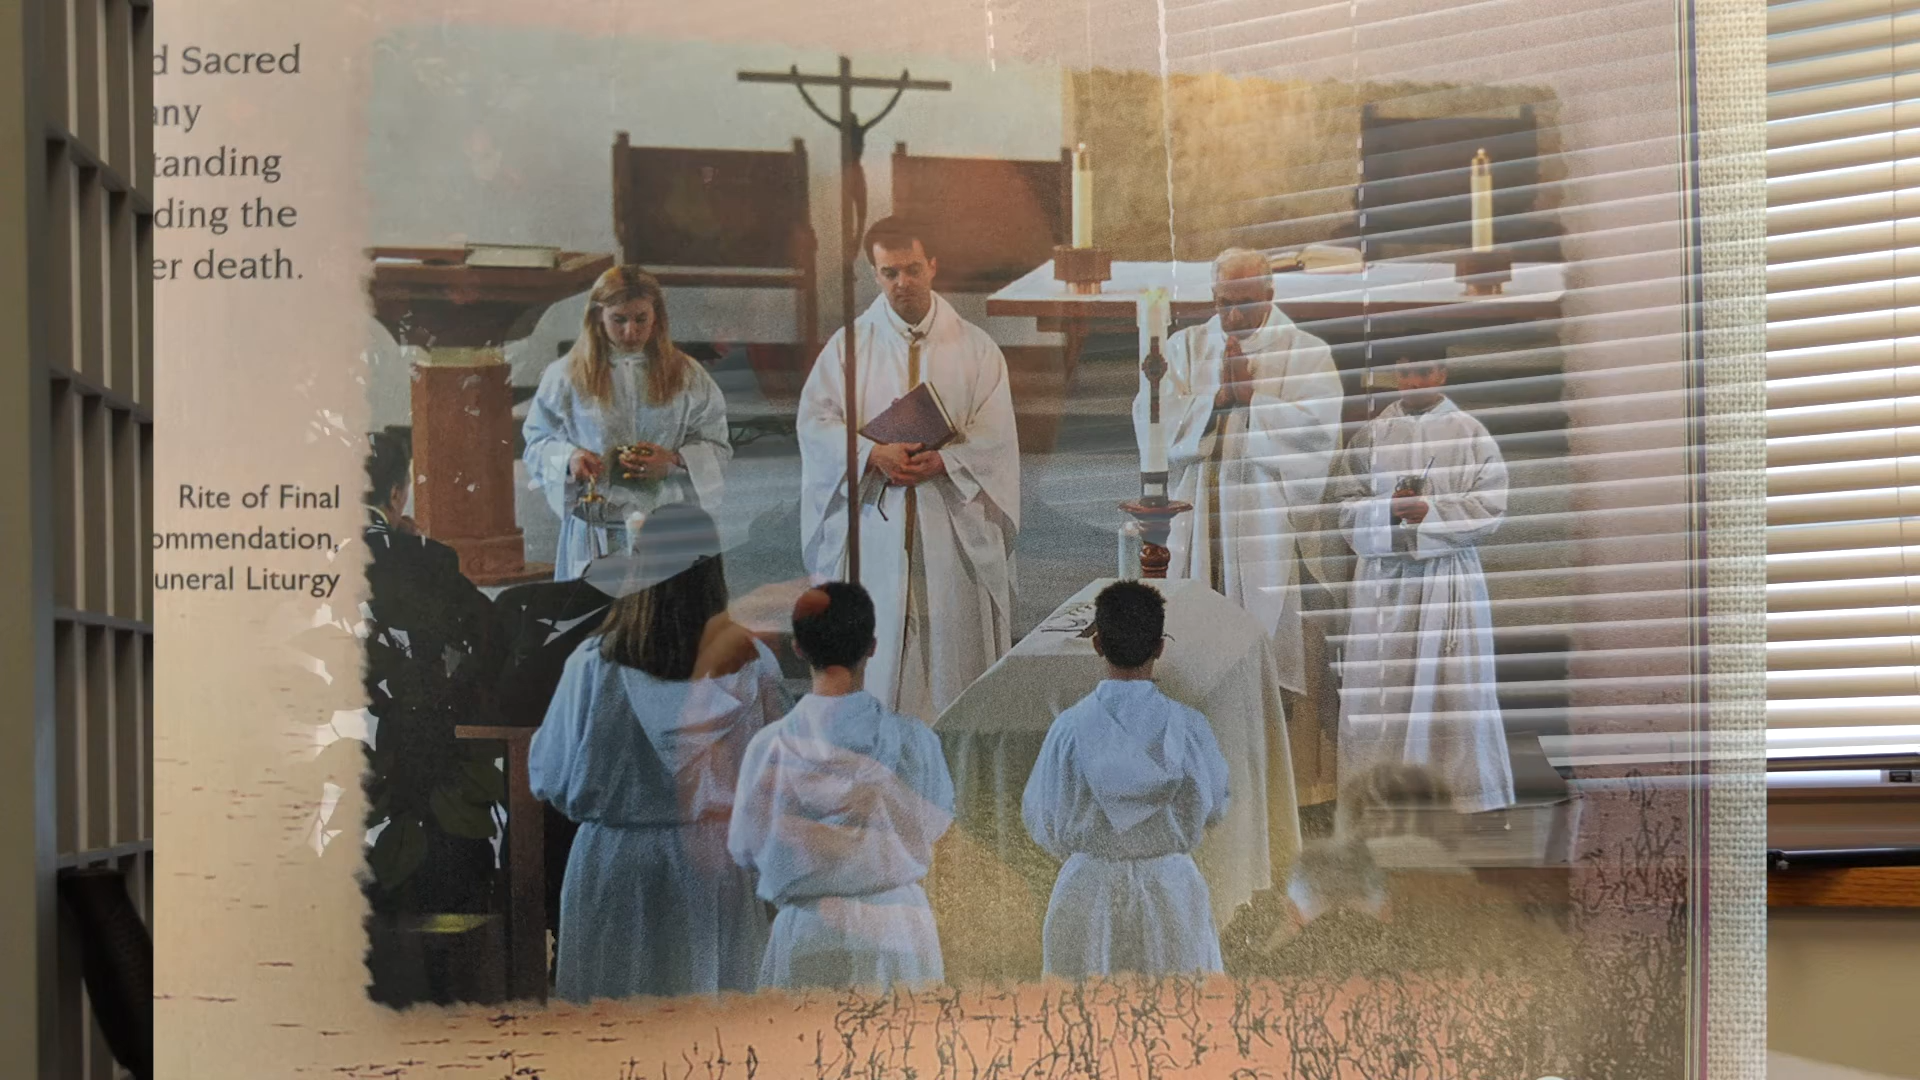 d Sacred
any
tanding
ding the
er death.
Rite of Final
ommendation,
uneral Liturgy